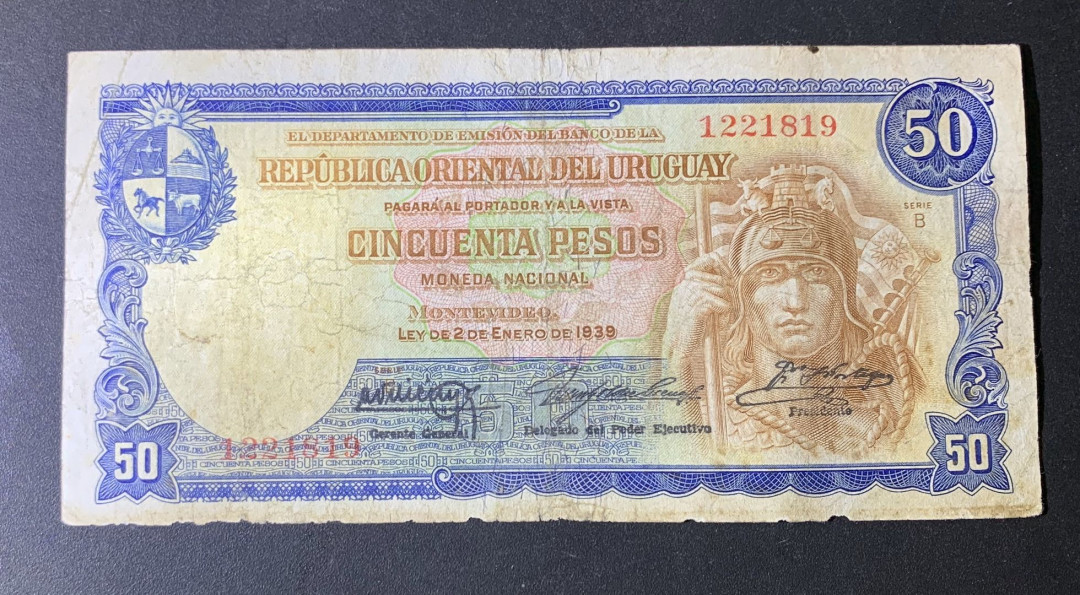 EL DEPARTAMENTO DE EMISIÓN DEL BANCO DE LA
1221819
50
REPÚBLICA ORIENTAL DEL URUGUAY
PAGARÁ AL PORTADOR Y A LA VISTA
SERIE
B
CINCUENTA PESOS
MONEDA NACIONAL
MONTEVIDEO.
LEY DE 2 DE ENERO DE 1939
Presidente
Gerente General
Delegado del Poder Ejecutivo
1221819
50
50